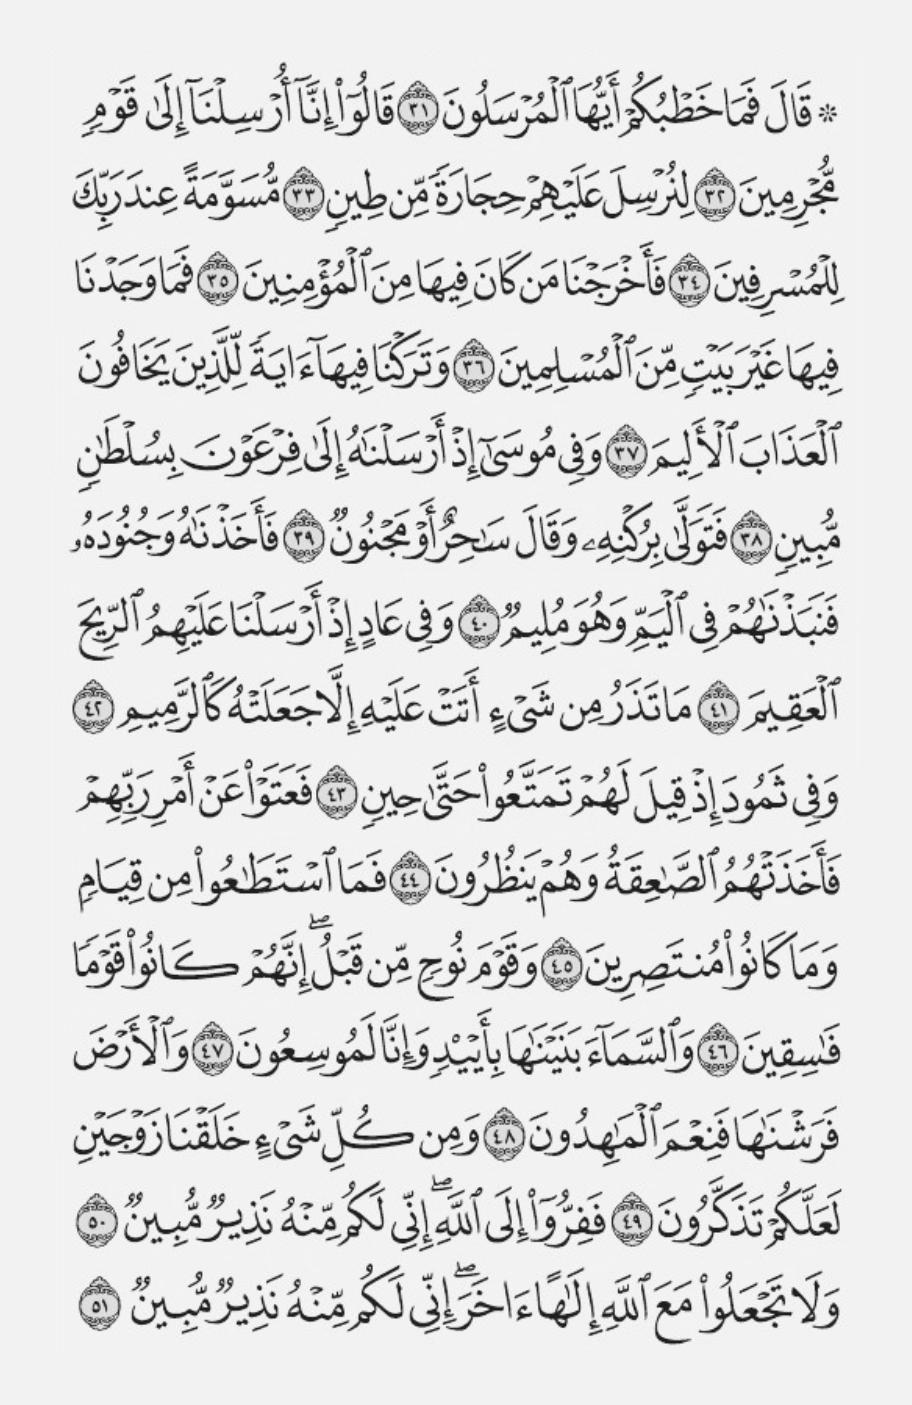 ۞ قَالَ فَمَا خَطْبُكُمْ أَيُّهَا ٱلْمُرْسَلُونَ ٣١ قَالُوٓا۟ إِنَّآ أُرْسِلْنَآ إِلَىٰ قَوْمٍ
مُّجْرِمِينَ ٣٢ لِنُرْسِلَ عَلَيْهِمْ حِجَارَةً مِّن طِينٍ ٣٣ مُّسَوَّمَةً عِندَ رَبِّكَ
لِلْمُسْرِفِينَ ٣٤ فَأَخْرَجْنَا مَن كَانَ فِيهَا مِنَ ٱلْمُؤْمِنِينَ ٣٥ فَمَا وَجَدْنَا
فِيهَا غَيْرَ بَيْتٍ مِّنَ ٱلْمُسْلِمِينَ ٣٦ وَتَرَكْنَا فِيهَآ ءَايَةً لِّلَّذِينَ يَخَافُونَ
ٱلْعَذَابَ ٱلْأَلِيمَ ٣٧ وَفِى مُوسَىٰٓ إِذْ أَرْسَلْنَـٰهُ إِلَىٰ فِرْعَوْنَ بِسُلْطَـٰنٍ
مُّبِينٍ ٣٨ فَتَوَلَّىٰ بِرُكْنِهِۦ وَقَالَ سَـٰحِرٌ أَوْ مَجْنُونٌ ٣٩ فَأَخَذْنَـٰهُ وَجُنُودَهُۥ
فَنَبَذْنَـٰهُمْ فِى ٱلْيَمِّ وَهُوَ مُلِيمٌ ٤٠ وَفِى عَادٍ إِذْ أَرْسَلْنَا عَلَيْهِمُ ٱلرِّيحَ
ٱلْعَقِيمَ ٤١ مَا تَذَرُ مِن شَىْءٍ أَتَتْ عَلَيْهِ إِلَّا جَعَلَتْهُ كَٱلرَّمِيمِ ٤٢
وَفِى ثَمُودَ إِذْ قِيلَ لَهُمْ تَمَتَّعُوا۟ حَتَّىٰ حِينٍ ٤٣ فَعَتَوْا۟ عَنْ أَمْرِ رَبِّهِمْ
فَأَخَذَتْهُمُ ٱلصَّـٰعِقَةُ وَهُمْ يَنظُرُونَ ٤٤ فَمَا ٱسْتَطَـٰعُوا۟ مِن قِيَامٍ
وَمَا كَانُوا۟ مُنتَصِرِينَ ٤٥ وَقَوْمَ نُوحٍ مِّن قَبْلُ ۖ إِنَّهُمْ كَانُوا۟ قَوْمًا
فَـٰسِقِينَ ٤٦ وَٱلسَّمَآءَ بَنَيْنَـٰهَا بِأَيْي۟دٍ وَإِنَّا لَمُوسِعُونَ ٤٧ وَٱلْأَرْضَ
فَرَشْنَـٰهَا فَنِعْمَ ٱلْمَـٰهِدُونَ ٤٨ وَمِن كُلِّ شَىْءٍ خَلَقْنَا زَوْجَيْنِ
لَعَلَّكُمْ تَذَكَّرُونَ ٤٩ فَفِرُّوٓا۟ إِلَى ٱللَّهِ ۖ إِنِّى لَكُم مِّنْهُ نَذِيرٌ مُّبِينٌ ٥٠
وَلَا تَجْعَلُوا۟ مَعَ ٱللَّهِ إِلَـٰهًا ءَاخَرَ ۖ إِنِّى لَكُم مِّنْهُ نَذِيرٌ مُّبِينٌ ٥١